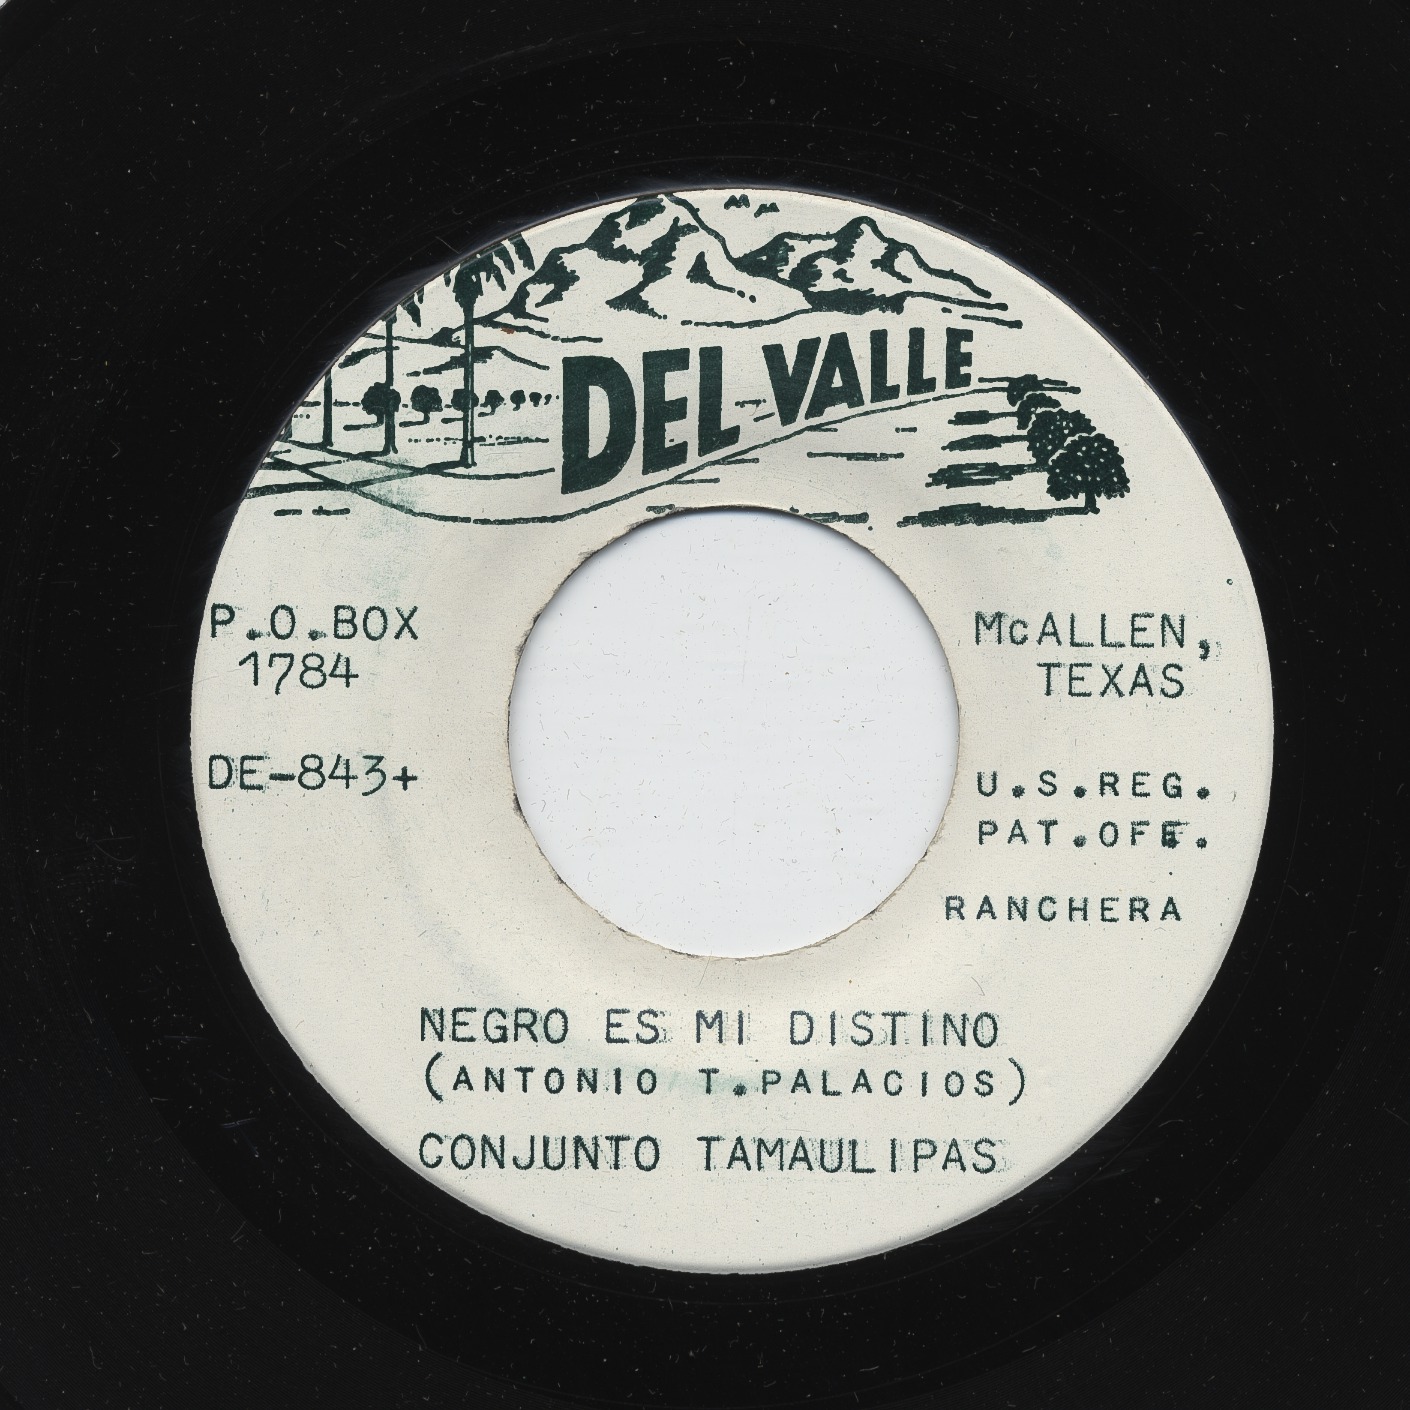 DEL VALLE
P.O.BOX
1784
McALLEN,
TEXAS
DE-843+
U.S.REG.
PAT.OFF.
RANCHERA
NEGRO ES MI DISTINO
(ANTONIO T.PALACIOS)
CONJUNTO TAMAULIPAS